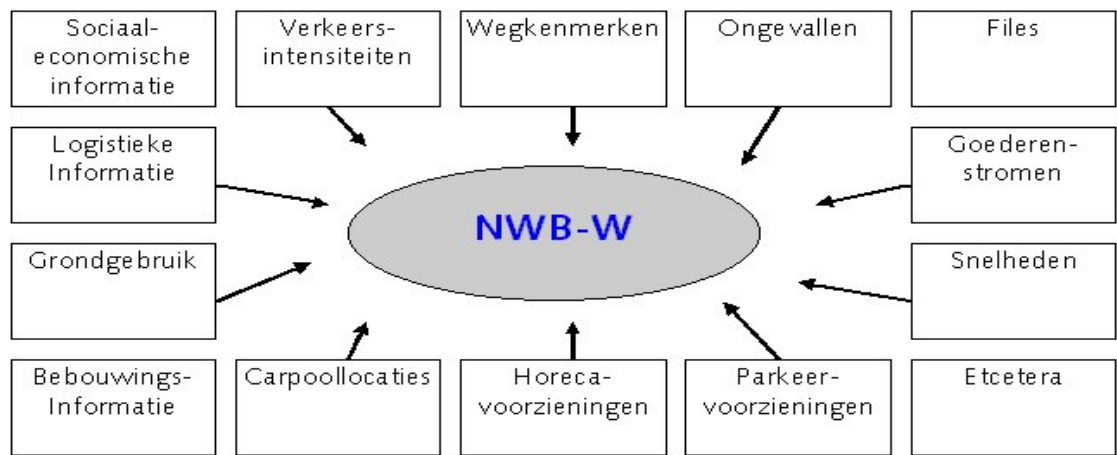 Sociaal-
economische
informatie
Verkeers-
intensiteiten
Wegkenmerken
Ongevallen
Files
Logistieke
Informatie
Goederen-
stromen
NWB-W
Grondgebruik
Snelheden
Bebouwings-
Informatie
Carpoollocaties
Horeca-
voorzieningen
Parkeer-
voorzieningen
Etcetera